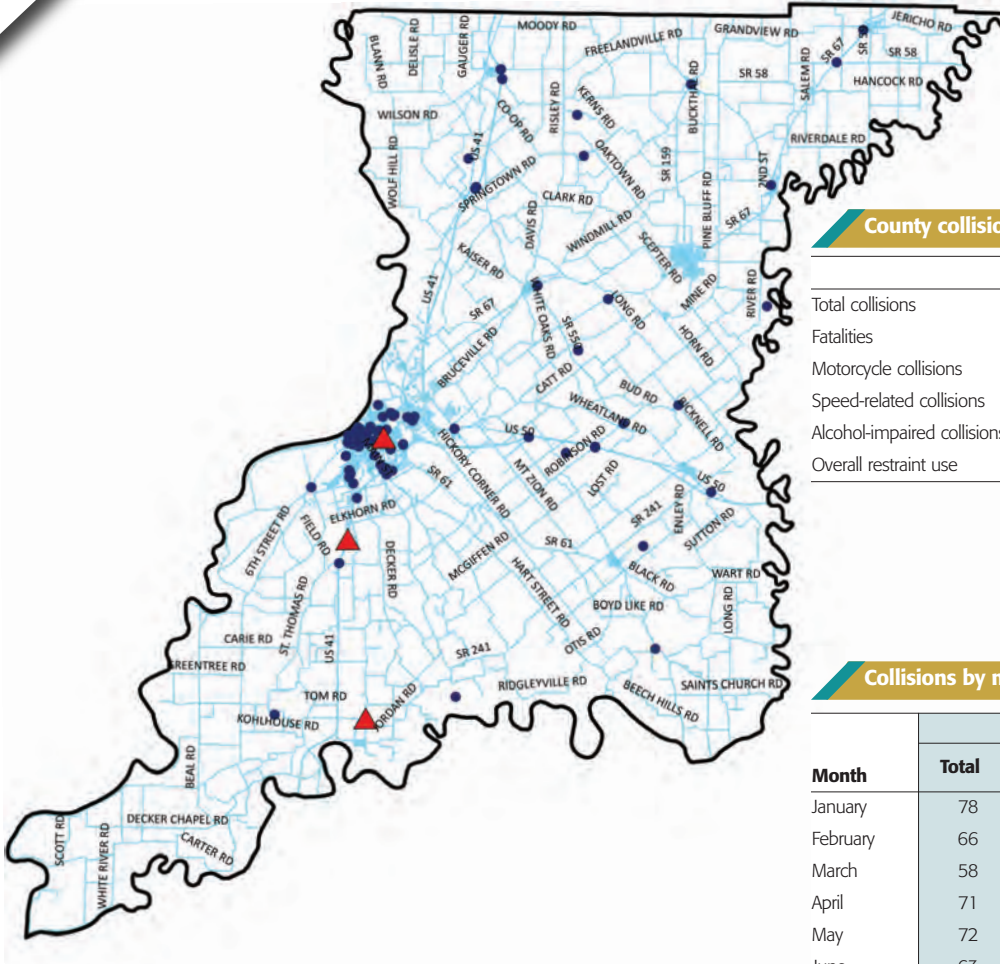 MOODY RD
GRANDVIEW RD
JERICHO RD
BLANN RD
DELISLE RD
GAUGER RD
FREELANDVILLE RD
SR 67
SR 58
SR 58
SALEM RD
HANCOCK RD
WILSON RD
CO-OP RD
RISLEY RD
KERNS RD
RIVERDALE RD
WOLF HILL RD
US 41
OAKTOWN RD
SR 159
2ND ST
SPRINGTOWN RD
CLARK RD
PINE BLUFF RD
DAVIS RD
WINDMILL RD
SR 67
SCEPTER RD
KAISER RD
US 41
MINE RD
RIVER RD
WHITE OAKS RD
LONG RD
SR 67
SR 550
HORN RD
BRUCEVILLE RD
CATT RD
BUD RD
WHEATLAND RD
BICKNELL RD
US 50
HICKORY CORNER RD
ROBINSON RD
SR 61
MT ZION RD
LOST RD
US 50
ELKHORN RD
ENLEY RD
6TH STREET RD
FIELD RD
SR 241
SUTTON RD
DECKER RD
MCGIFFEN RD
SR 61
HART STREET RD
BLACK RD
WART RD
ST. THOMAS RD
BOYD LIKE RD
LONG RD
CARIE RD
US 41
OTIS RD
SR 241
TOM RD
JORDAN RD
RIDGLEYVILLE RD
BEECH HILLS RD
SAINTS CHURCH RD
KOHLHOUSE RD
BEAL RD
DECKER CHAPEL RD
SCOTT RD
WHITE RIVER RD
CARTER RD
County collisio
Total collisions
Fatalities
Motorcycle collisions
Speed-related collisions
Alcohol-impaired collisions
Overall restraint use
Collisions by m
Month Total
January 78
February 66
March 58
April 71
May 72